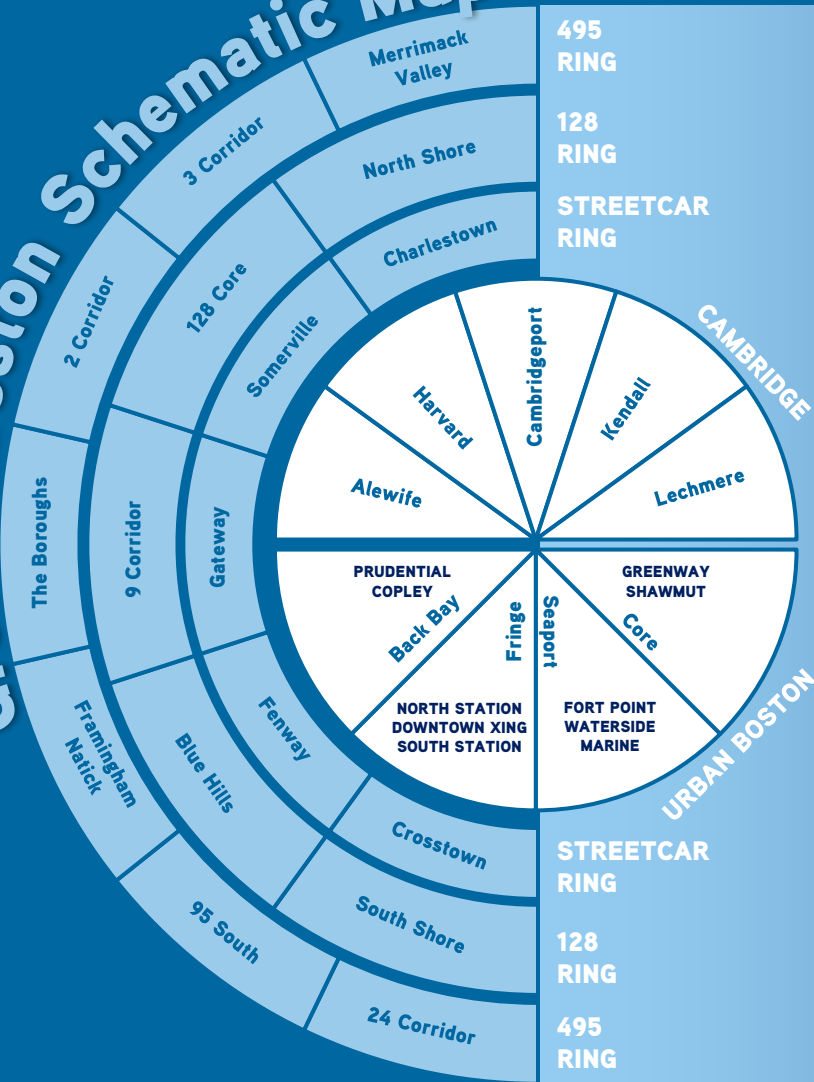 ston Schematic Map
495
RING
128
RING
STREETCAR
RING
Merrimack
Valley
3 Corridor
2 Corridor
The Boroughs
Framingham
Natick
95 South
24 Corridor
North Shore
128 Core
9 Corridor
Blue Hills
South Shore
Charlestown
Somerville
Gateway
Fenway
Crosstown
CAMBRIDGE
Alewife
Harvard
Cambridgeport
Kendall
Lechmere
URBAN BOSTON
PRUDENTIAL
COPLEY
Back Bay
NORTH STATION
DOWNTOWN XING
SOUTH STATION
Fringe
Seaport
FORT POINT
WATERSIDE
MARINE
GREENWAY
SHAWMUT
Core
STREETCAR
RING
128
RING
495
RING